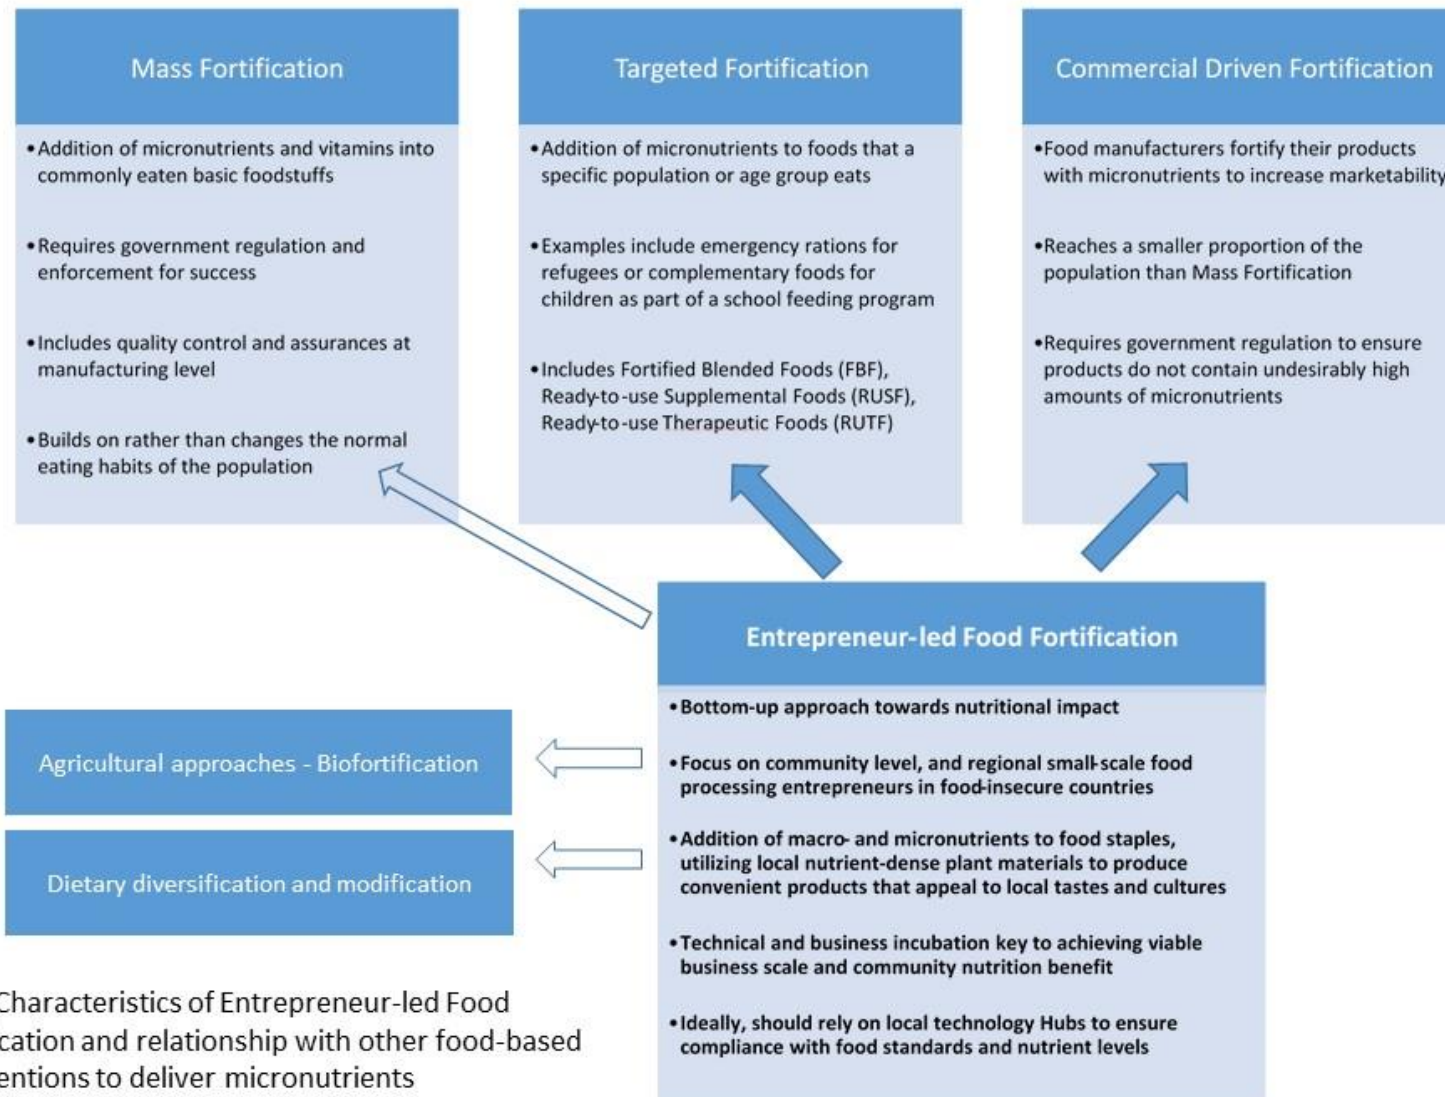 Mass Fortification
•Addition of micronutrients and vitamins into
commonly eaten basic foodstuffs
•Requires government regulation and
enforcement for success
•Includes quality control and assurances at
manufacturing level
•Builds on rather than changes the normal
eating habits of the population
Targeted Fortification
•Addition of micronutrients to foods that a
specific population or age group eats
•Examples include emergency rations for
refugees or complementary foods for
children as part of a school feeding program
•Includes Fortified Blended Foods (FBF),
Ready-to-use Supplemental Foods (RUSF),
Ready-to-use Therapeutic Foods (RUTF)
Commercial Driven Fortification
•Food manufacturers fortify their products
with micronutrients to increase marketability
•Reaches a smaller proportion of the
population than Mass Fortification
•Requires government regulation to ensure
products do not contain undesirably high
amounts of micronutrients
Entrepreneur-led Food Fortification
•Bottom-up approach towards nutritional impact
•Focus on community level, and regional small-scale food
processing entrepreneurs in food-insecure countries
•Addition of macro- and micronutrients to food staples,
utilizing local nutrient-dense plant materials to produce
convenient products that appeal to local tastes and cultures
•Technical and business incubation key to achieving viable
business scale and community nutrition benefit
•Ideally, should rely on local technology Hubs to ensure
compliance with food standards and nutrient levels
Agricultural approaches - Biofortification
Dietary diversification and modification
Characteristics of Entrepreneur-led Food
cation and relationship with other food-based
entions to deliver micronutrients